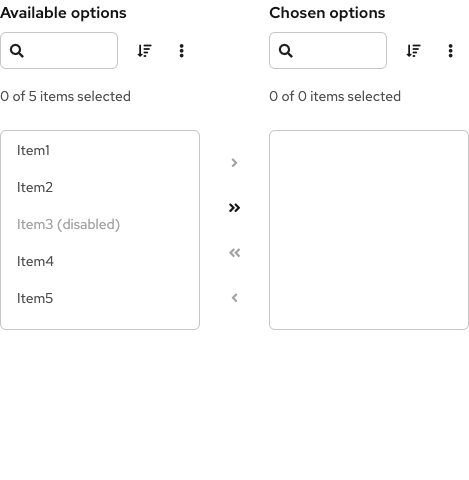 Available options
0 of 5 items selected
Item1
Item2
Item3 (disabled)
Item4
Item5
Chosen options
0 of 0 items selected